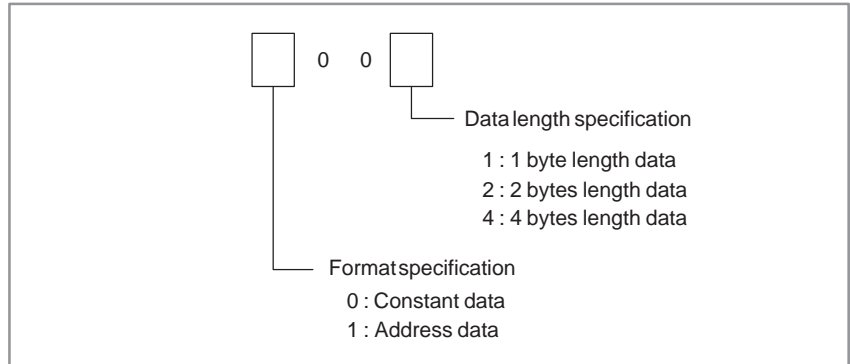 0 0
Data length specification
1 : 1 byte length data
2 : 2 bytes length data
4 : 4 bytes length data
Format specification
0 : Constant data
1 : Address data